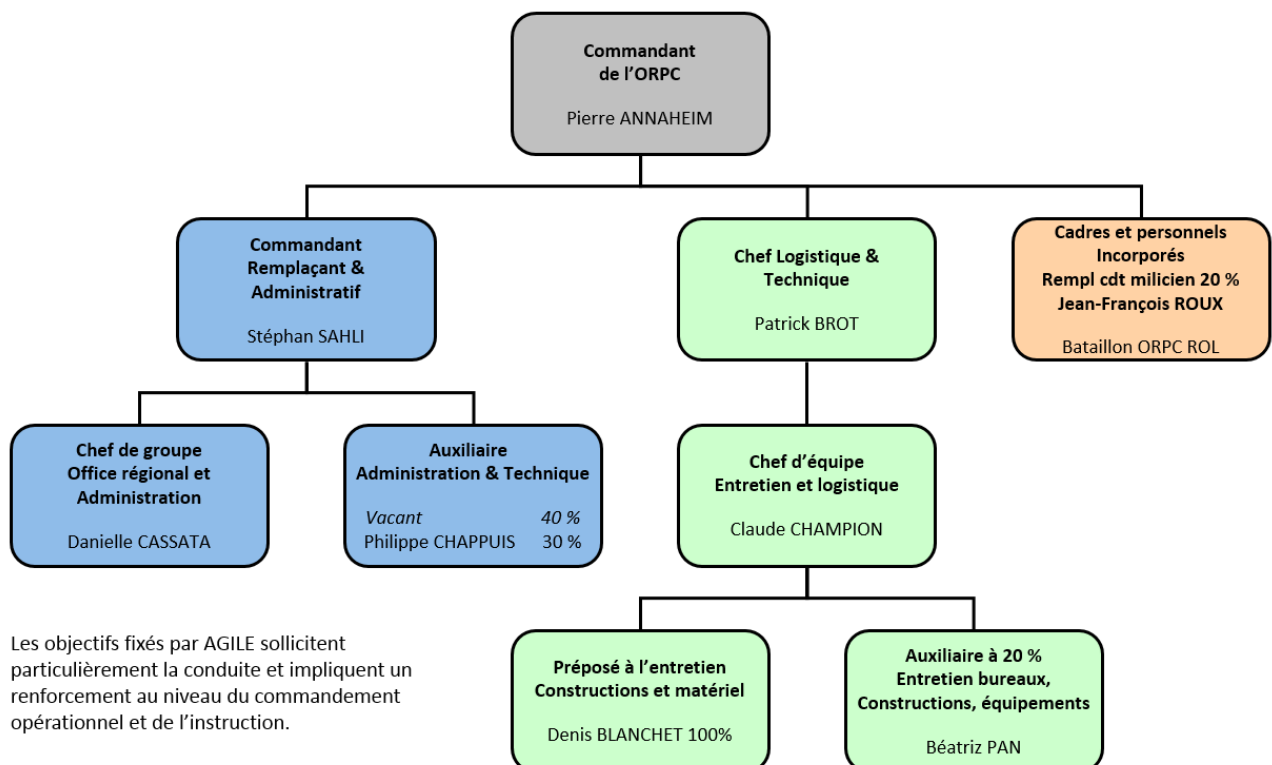 Commandant
de l’ORPC
Pierre ANNAHEIM
Commandant
Remplaçant &
Administratif
Stéphan SAHLI
Chef Logistique &
Technique
Patrick BROT
Cadres et personnels
Incorporés
Rempl cdt milicien 20 %
Jean-François ROUX
Bataillon ORPC ROL
Chef de groupe
Office régional et
Administration
Danielle CASSATA
Auxiliaire
Administration & Technique
Vacant 40 %
Philippe CHAPPUIS 30 %
Chef d’équipe
Entretien et logistique
Claude CHAMPION
Les objectifs fixés par AGILE sollicitent
particulièrement la conduite et impliquent un
renforcement au niveau du commandement
opérationnel et de l’instruction.
Préposé à l’entretien
Constructions et matériel
Denis BLANCHET 100%
Auxiliaire à 20 %
Entretien bureaux,
Constructions, équipements
Béatriz PAN